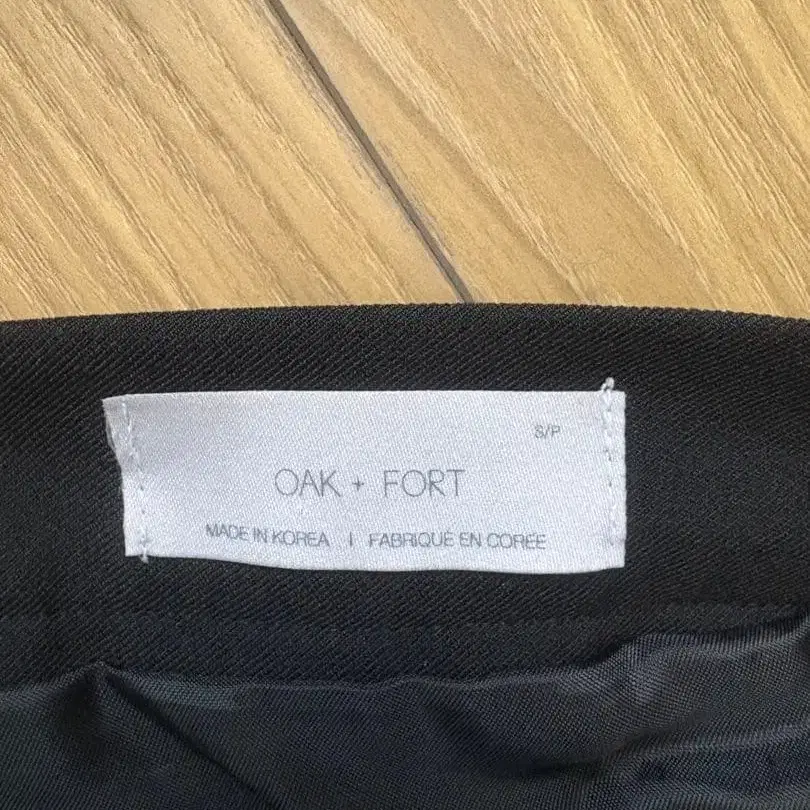 S/P
OAK + FORT
MADE IN KOREA | FABRIQUÉ EN CORÉE